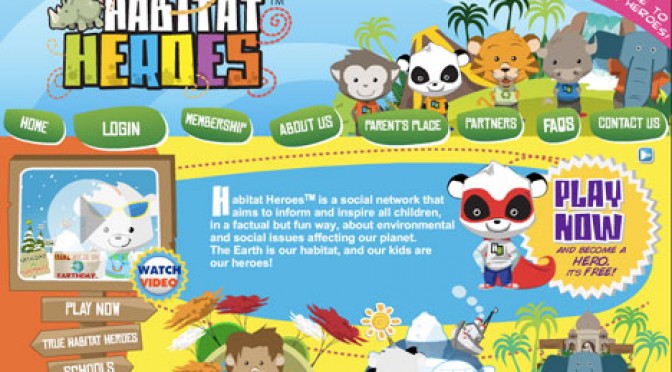 HABITAT™
HEROES
TO
HEROES!
HOME
LOGIN
MEMBERSHIP
ABOUT US
PARENT'S PLACE
PARTNERS
FAQS
CONTACT US
Habitat Heroes™ is a social network that
aims to inform and inspire all children,
in a factual but fun way, about environmental
and social issues affecting our planet.
The Earth is our habitat, and our kids are
our heroes!
PLAY
NOW
AND BECOME A
HERO.
IT'S FREE!
EARTHDAY.
WATCH
VIDEO
PLAY NOW
TRUE HABITAT HEROES
SCHOOLS